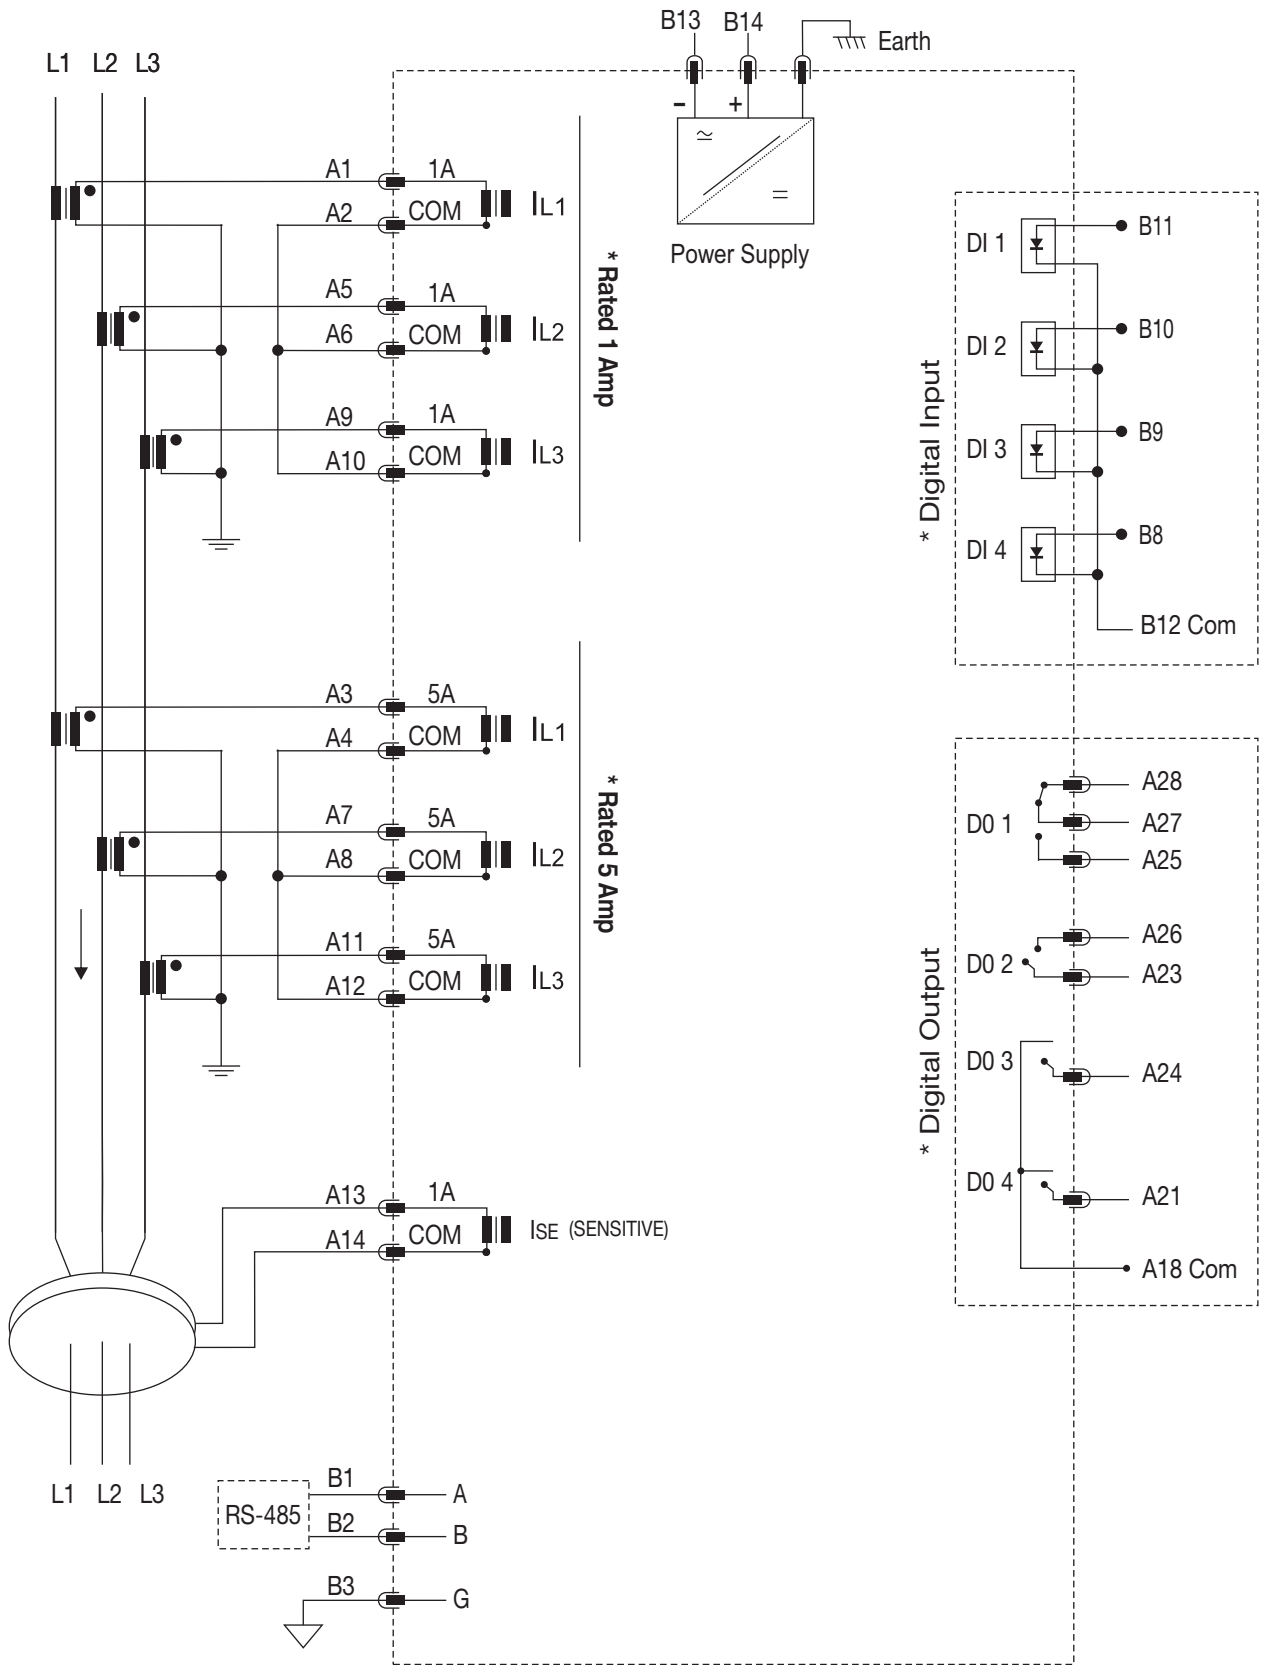 B13 B14
Earth
L1 L2 L3
- +
Power Supply
A1 1A
A2 COM
IL1
A5 1A
A6 COM
IL2
A9 1A
A10 COM
IL3
* Rated 1 Amp
* Digital Input
DI 1
B11
DI 2
B10
DI 3
B9
DI 4
B8
B12 Com
A3 5A
A4 COM
IL1
A7 5A
A8 COM
IL2
A11 5A
A12 COM
IL3
* Rated 5 Amp
* Digital Output
D0 1
A28
A27
A25
D0 2
A26
A23
D0 3
A24
D0 4
A21
A18 Com
A13 1A
A14 COM
ISE (SENSITIVE)
L1 L2 L3
RS-485
B1 A
B2 B
B3 G